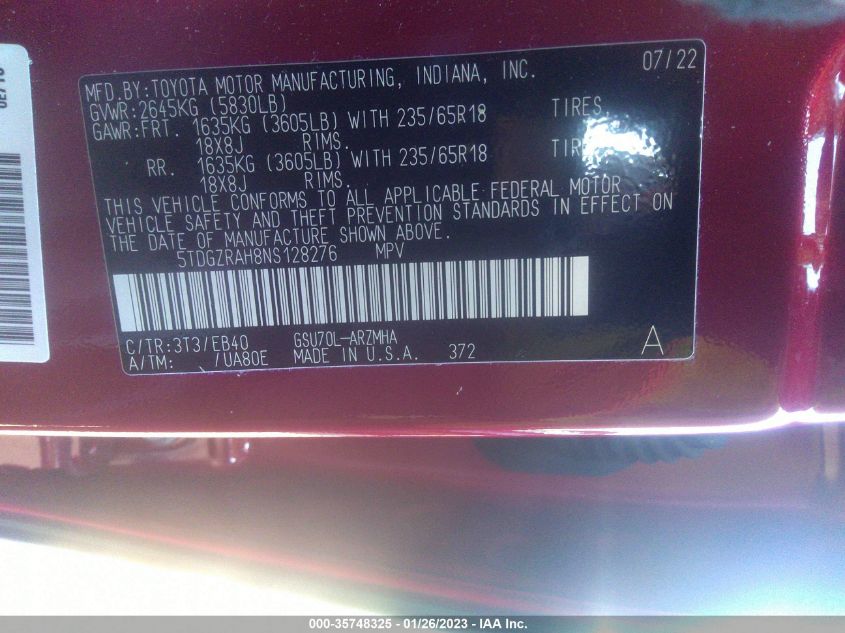 MFD.BY:TOYOTA MOTOR MANUFACTURING, INDIANA, INC. 07/22
GVWR:2645KG (5830LB)
GAWR:FRT. 1635KG (3605LB) WITH 235/65R18 TIRES,
18X8J RIMS.
RR. 1635KG (3605LB) WITH 235/65R18 TIRES
18X8J RIMS.
THIS VEHICLE CONFORMS TO ALL APPLICABLE FEDERAL MOTOR
VEHICLE SAFETY AND THEFT PREVENTION STANDARDS IN EFFECT ON
THE DATE OF MANUFACTURE SHOWN ABOVE.
5TDGZRAH8NS128276 MPV
C/TR:3T3/EB40 GSU70L-ARZMHA
A/TM: /UA80E MADE IN U.S.A. 372 A
000-35748325 - 01/26/2023 - IAA Inc.